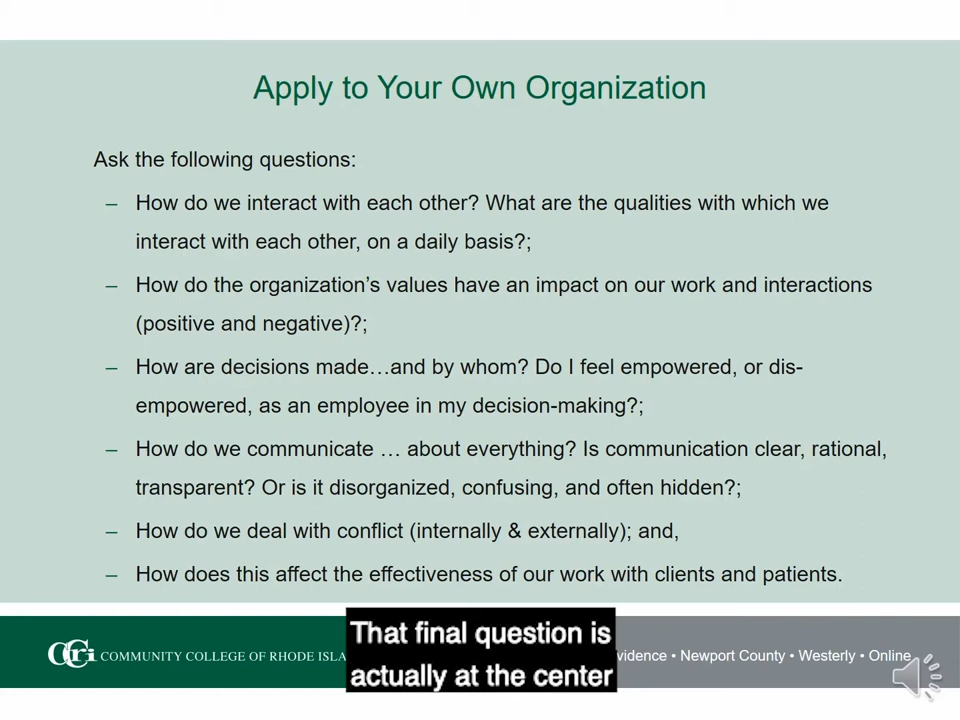 Apply to Your Own Organization
Ask the following questions:
– How do we interact with each other? What are the qualities with which we
interact with each other, on a daily basis?;
– How do the organization’s values have an impact on our work and interactions
(positive and negative)?;
– How are decisions made…and by whom? Do I feel empowered, or dis-
empowered, as an employee in my decision-making?;
– How do we communicate … about everything? Is communication clear, rational,
transparent? Or is it disorganized, confusing, and often hidden?;
– How do we deal with conflict (internally & externally); and,
– How does this affect the effectiveness of our work with clients and patients.
That final question is
actually at the center
CCRI COMMUNITY COLLEGE OF RHODE
Newport County • Westerly • Online